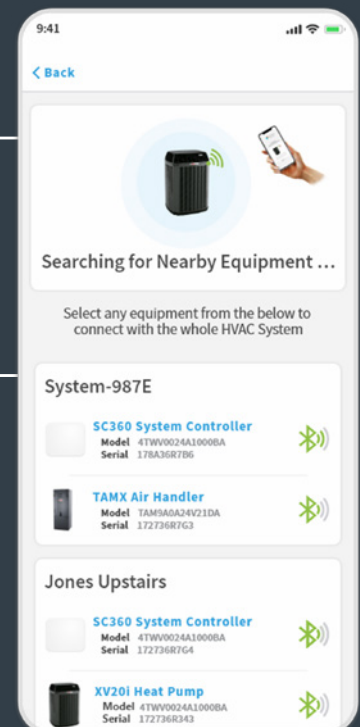 9:41
< Back
Searching for Nearby Equipment ...
Select any equipment from the below to
connect with the whole HVAC System
System-987E
SC360 System Controller
Model 4TWV0024A1000BA
Serial 178A36R7B6
TAMX Air Handler
Model TAM9A0A24V21DA
Serial 172736R7G3
Jones Upstairs
SC360 System Controller
Model 4TWV0024A1000BA
Serial 172736R7G4
XV20i Heat Pump
Model 4TWV0024A1000BA
Serial 172736R343